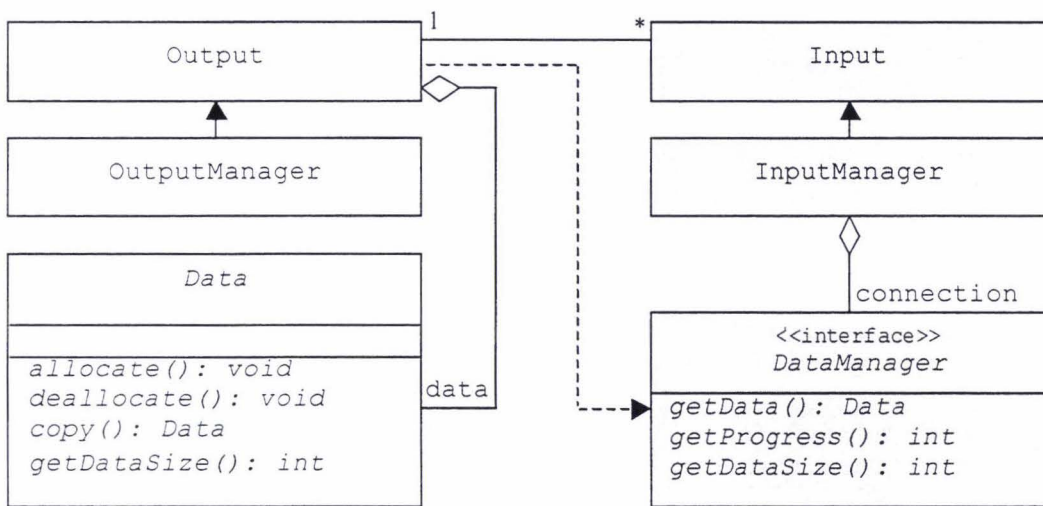 1
*
Output
Input
OutputManager
InputManager
Data
allocate(): void
deallocate(): void
copy(): Data
getDataSize(): int
data
connection
<<interface>>
DataManager
getData(): Data
getProgress(): int
getDataSize(): int